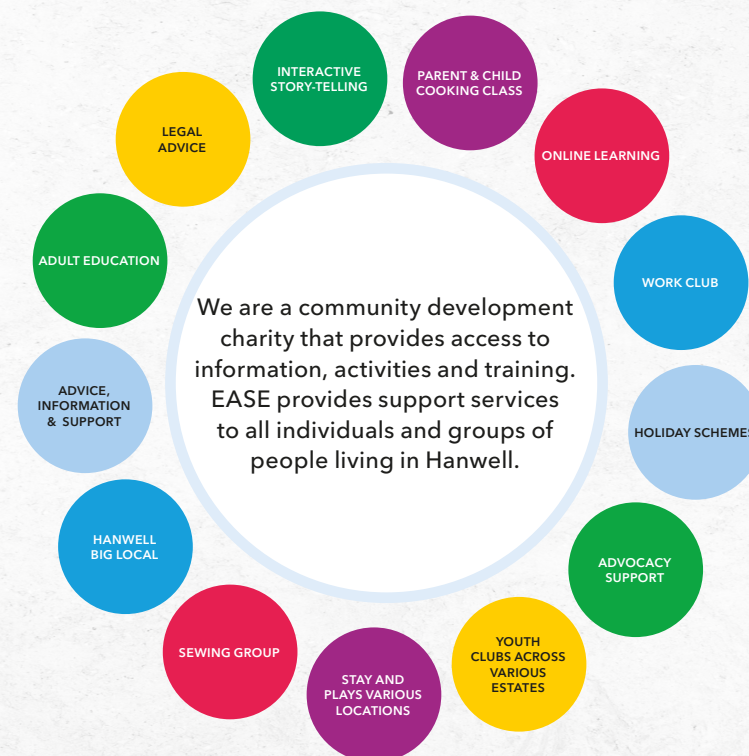 INTERACTIVE
STORY-TELLING
PARENT & CHILD
COOKING CLASS
ONLINE LEARNING
WORK CLUB
HOLIDAY SCHEMES
ADVOCACY
SUPPORT
YOUTH
CLUBS ACROSS
VARIOUS
ESTATES
STAY AND
PLAYS VARIOUS
LOCATIONS
SEWING GROUP
HANWELL
BIG LOCAL
ADVICE,
INFORMATION
& SUPPORT
ADULT EDUCATION
LEGAL
ADVICE
We are a community development
charity that provides access to
information, activities and training.
EASE provides support services
to all individuals and groups of
people living in Hanwell.